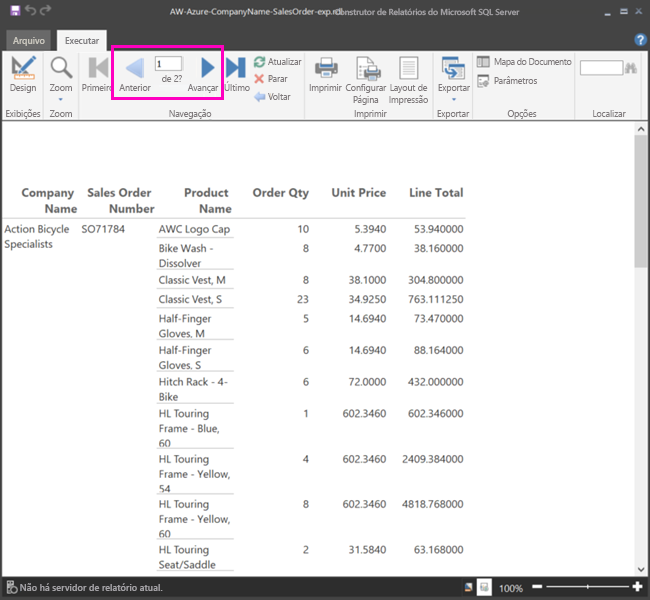 AW-Azure-CompanyName-SalesOrder-exp.rdl - Construtor de Relatórios do Microsoft SQL Server
Arquivo Executar
Design
Exibições
Zoom
Zoom
Primeiro
Anterior
1
de 2?
Avançar
Último
Atualizar
Parar
Voltar
Navegação
Imprimir
Configurar
Página
Layout de
Impressão
Imprimir
Exportar
Exportar
Mapa do Documento
Parâmetros
Opções
Localizar
Company Name Sales Order Number Product Name Order Qty Unit Price Line Total
Action Bicycle Specialists SO71784 AWC Logo Cap 10 5.3940 53.940000
Bike Wash - Dissolver 8 4.7700 38.160000
Classic Vest, M 8 38.1000 304.800000
Classic Vest, S 23 34.9250 763.111250
Half-Finger Gloves, M 5 14.6940 73.470000
Half-Finger Gloves, S 6 14.6940 88.164000
Hitch Rack - 4-Bike 6 72.0000 432.000000
HL Touring Frame - Blue, 60 1 602.3460 602.346000
HL Touring Frame - Yellow, 54 4 602.3460 2409.384000
HL Touring Frame - Yellow, 60 8 602.3460 4818.768000
HL Touring Seat/Saddle 2 31.5840 63.168000
Não há servidor de relatório atual.
100%